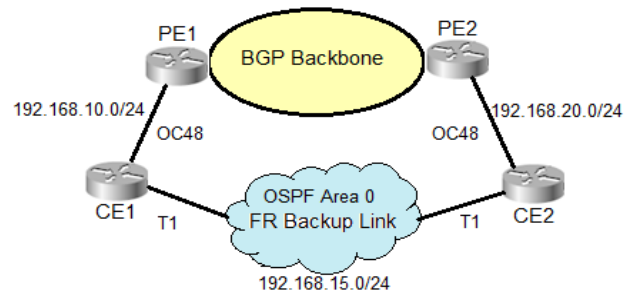 PE1
PE2
BGP Backbone
192.168.10.0/24
192.168.20.0/24
OC48
OC48
CE1
CE2
T1
T1
OSPF Area 0
FR Backup Link
192.168.15.0/24